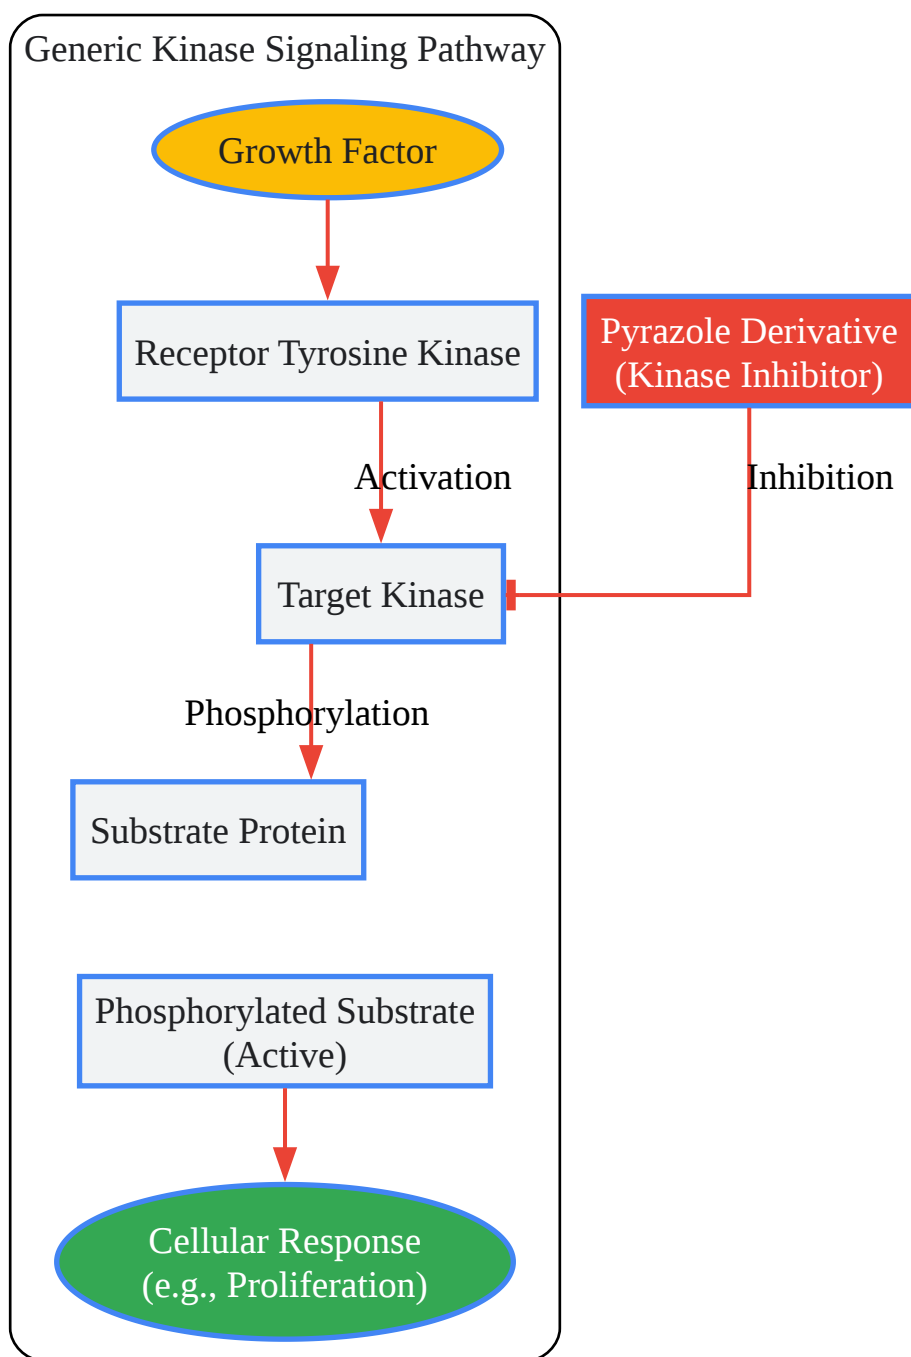 Generic Kinase Signaling Pathway
Growth Factor
Receptor Tyrosine Kinase
Pyrazole Derivative
(Kinase Inhibitor)
Activation
Inhibition
Target Kinase
Phosphorylation
Substrate Protein
Phosphorylated Substrate
(Active)
Cellular Response
(e.g., Proliferation)